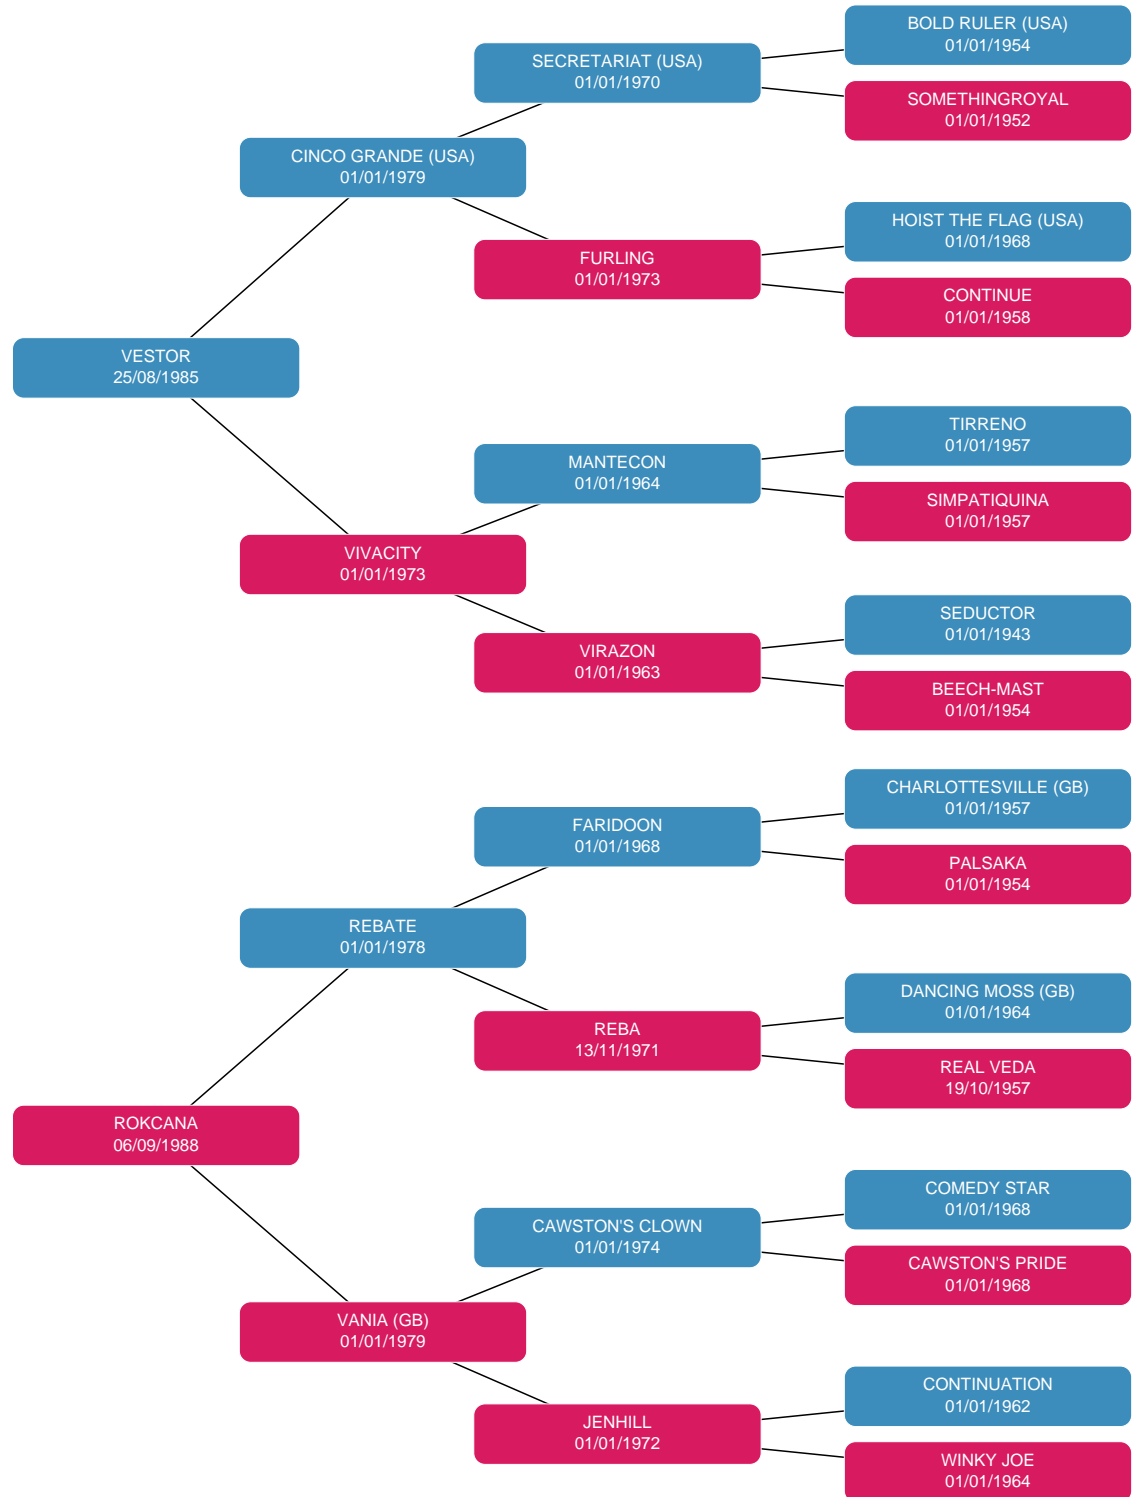 BOLD RULER (USA)
01/01/1954
SECRETARIAT (USA)
01/01/1970
SOMETHINGROYAL
01/01/1952
CINCO GRANDE (USA)
01/01/1979
HOIST THE FLAG (USA)
01/01/1968
FURLING
01/01/1973
CONTINUE
01/01/1958
VESTOR
25/08/1985
TIRRENO
01/01/1957
MANTECON
01/01/1964
SIMPATIQUINA
01/01/1957
VIVACITY
01/01/1973
SEDUCTOR
01/01/1943
VIRAZON
01/01/1963
BEECH-MAST
01/01/1954
CHARLOTTESVILLE (GB)
01/01/1957
FARIDOON
01/01/1968
PALSAKA
01/01/1954
REBATE
01/01/1978
DANCING MOSS (GB)
01/01/1964
REBA
13/11/1971
REAL VEDA
19/10/1957
ROKCANA
06/09/1988
COMEDY STAR
01/01/1968
CAWSTON'S CLOWN
01/01/1974
CAWSTON'S PRIDE
01/01/1968
VANIA (GB)
01/01/1979
CONTINUATION
01/01/1962
JENHILL
01/01/1972
WINKY JOE
01/01/1964